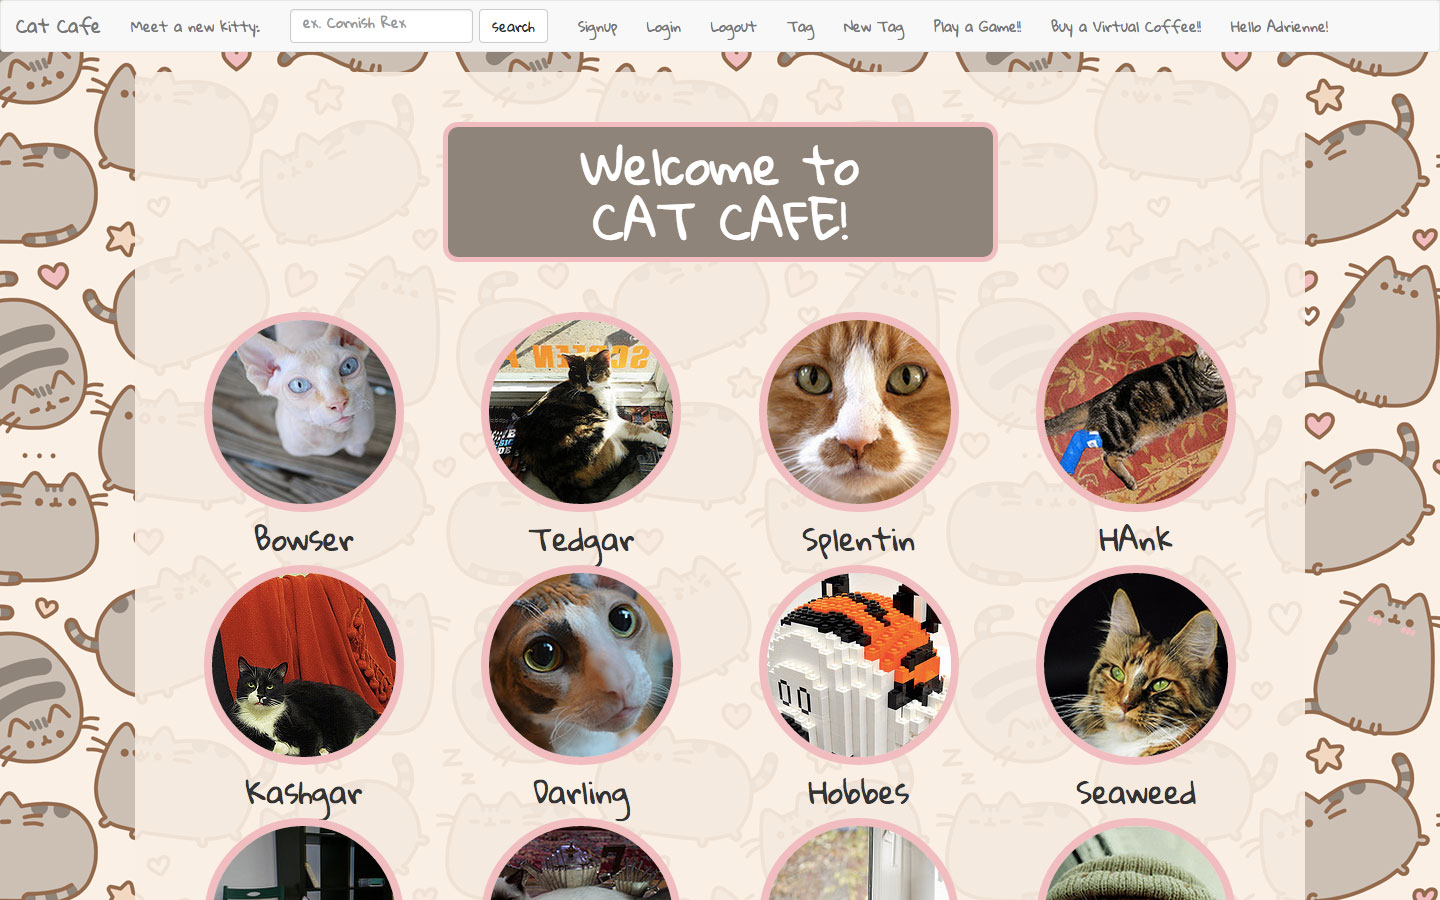 Cat Cafe Meet a new Kitty: ex. Cornish Rex search Signup Login Logout Tag New Tag Play a Game!! Buy a Virtual Coffee!! Hello Adrienne!
Welcome to
CAT CAFE!
Bowser Tedgar Splentin HAnk
Kashgar Darling Hobbes Seaweed